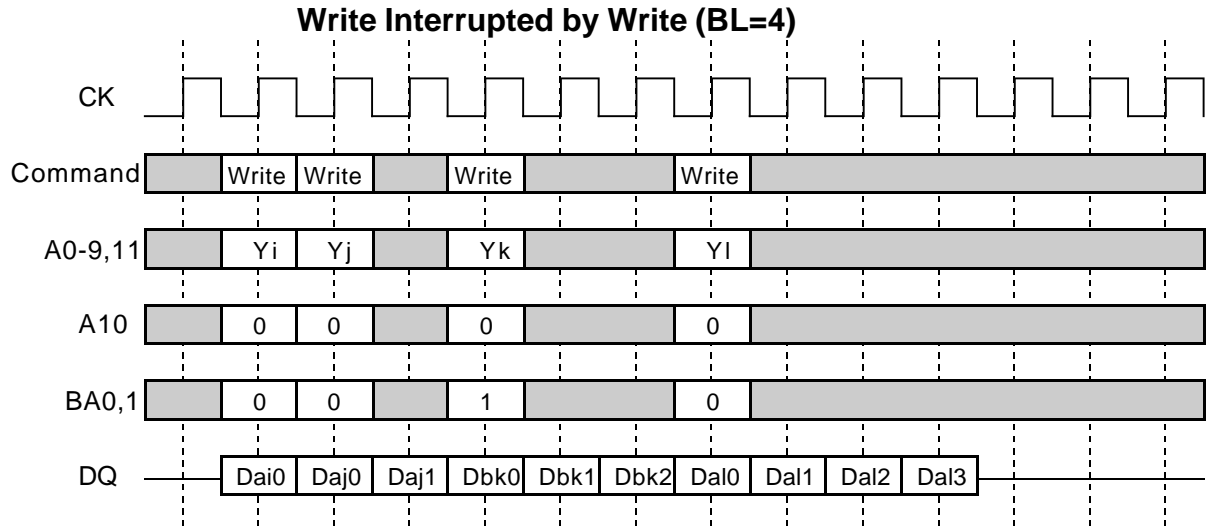 Write Interrupted by Write (BL=4)
CK
Command Write Write Write Write
A0-9,11 Yi Yj Yk Yl
A10 0 0 0 0
BA0,1 0 0 1 0
DQ Dai0 Daj0 Daj1 Dbk0 Dbk1 Dbk2 Dal0 Dal1 Dal2 Dal3